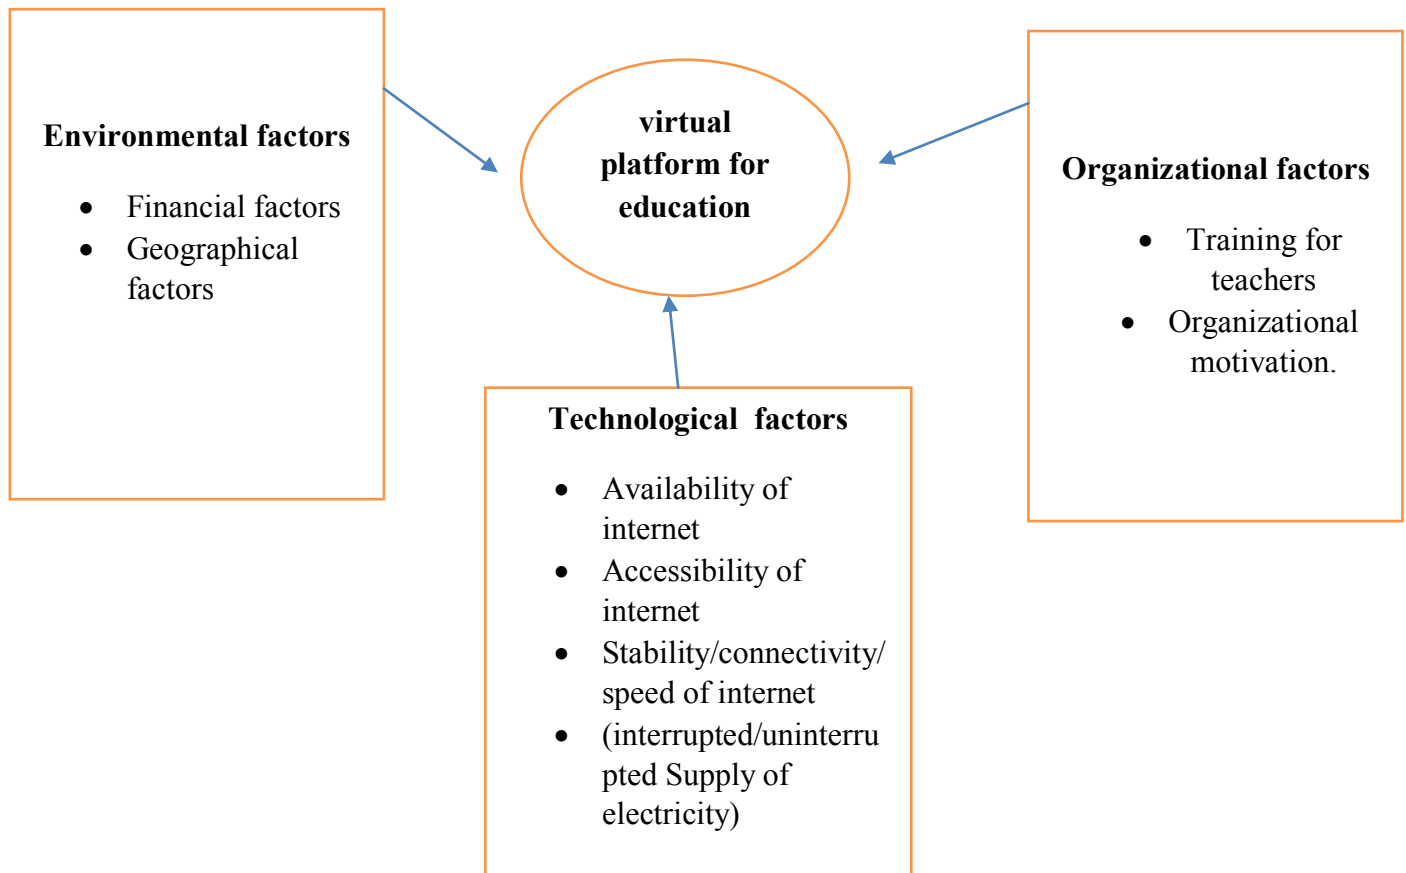 Environmental factors
• Financial factors
• Geographical
factors
virtual
platform for
education
Organizational factors
• Training for
teachers
• Organizational
motivation.
Technological  factors
• Availability of
internet
• Accessibility of
internet
• Stability/connectivity/
speed of internet
• (interrupted/uninterru
pted Supply of
electricity)